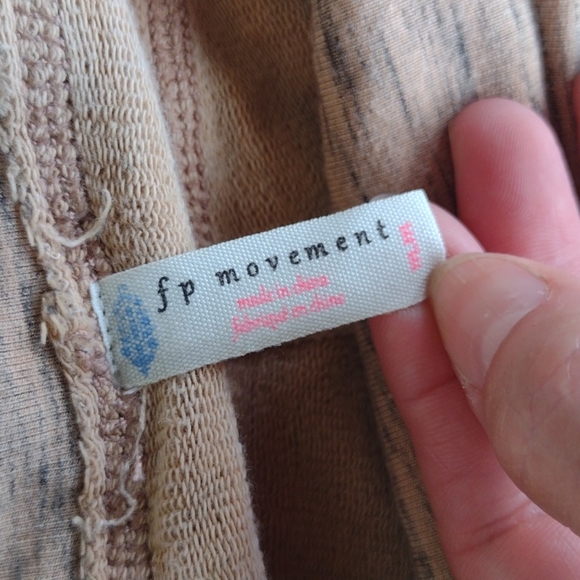 fp movement
made in china
fabriqué en chine